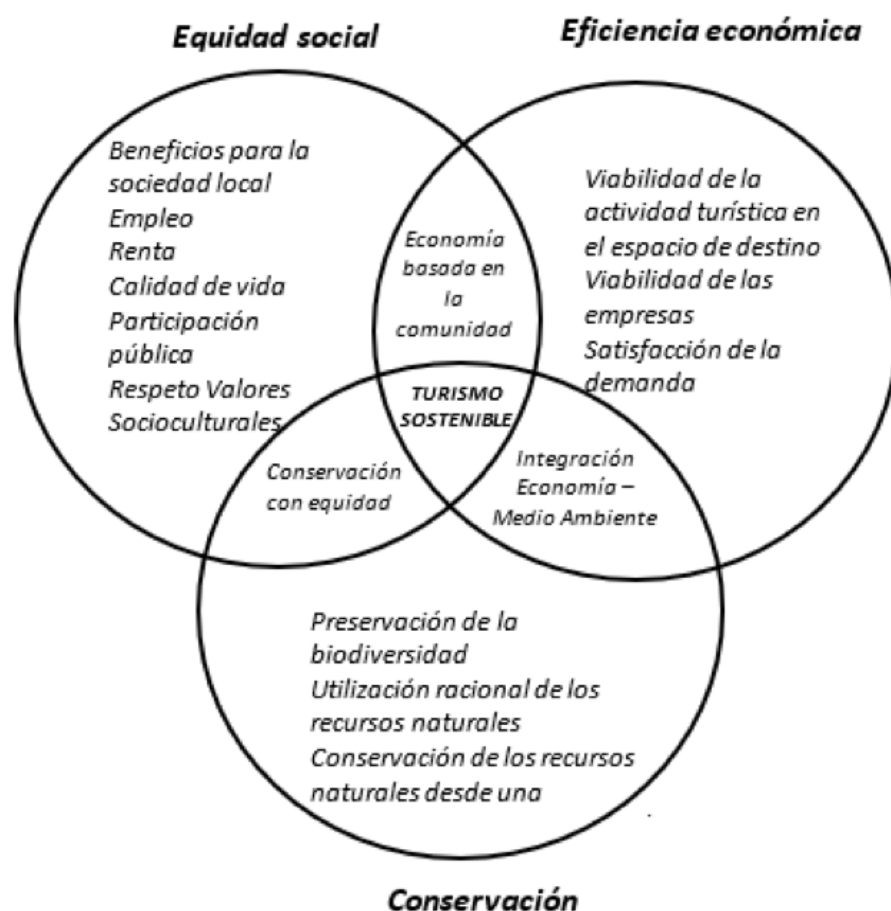 Equidad social
Eficiencia económica
Beneficios para la
sociedad local
Empleo
Renta
Calidad de vida
Participación
pública
Respeto Valores
Socioculturales
Economía
basada en
la
comunidad
Viabilidad de la
actividad turística en
el espacio de destino
Viabilidad de las
empresas
Satisfacción de la
demanda
TURISMO
SOSTENIBLE
Conservación
con equidad
Integración
Economía –
Medio Ambiente
Preservación de la
biodiversidad
Utilización racional de los
recursos naturales
Conservación de los recursos
naturales desde una
.
Conservación